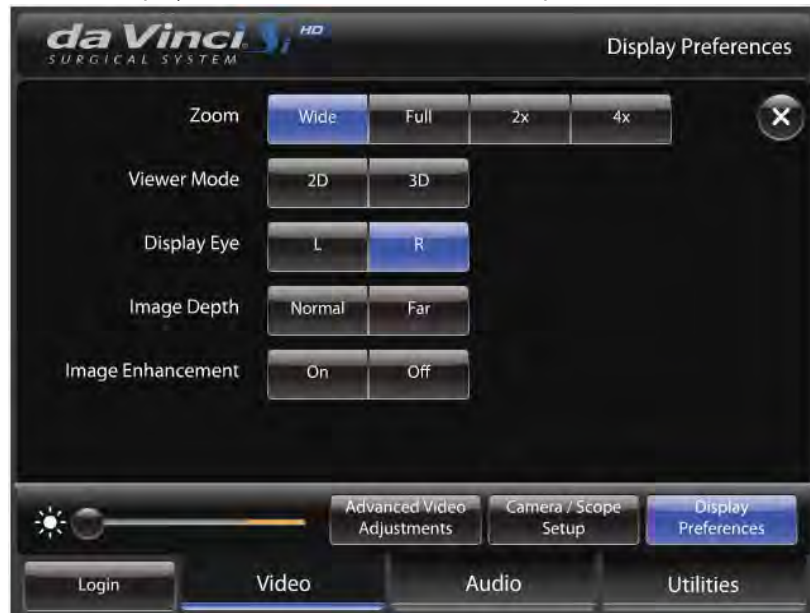 da Vinci Si HD
SURGICAL SYSTEM
Display Preferences
Zoom Wide Full 2x 4x
Viewer Mode 2D 3D
Display Eye L R
Image Depth Normal Far
Image Enhancement On Off
Advanced Video Adjustments
Camera / Scope Setup
Display Preferences
Login Video Audio Utilities